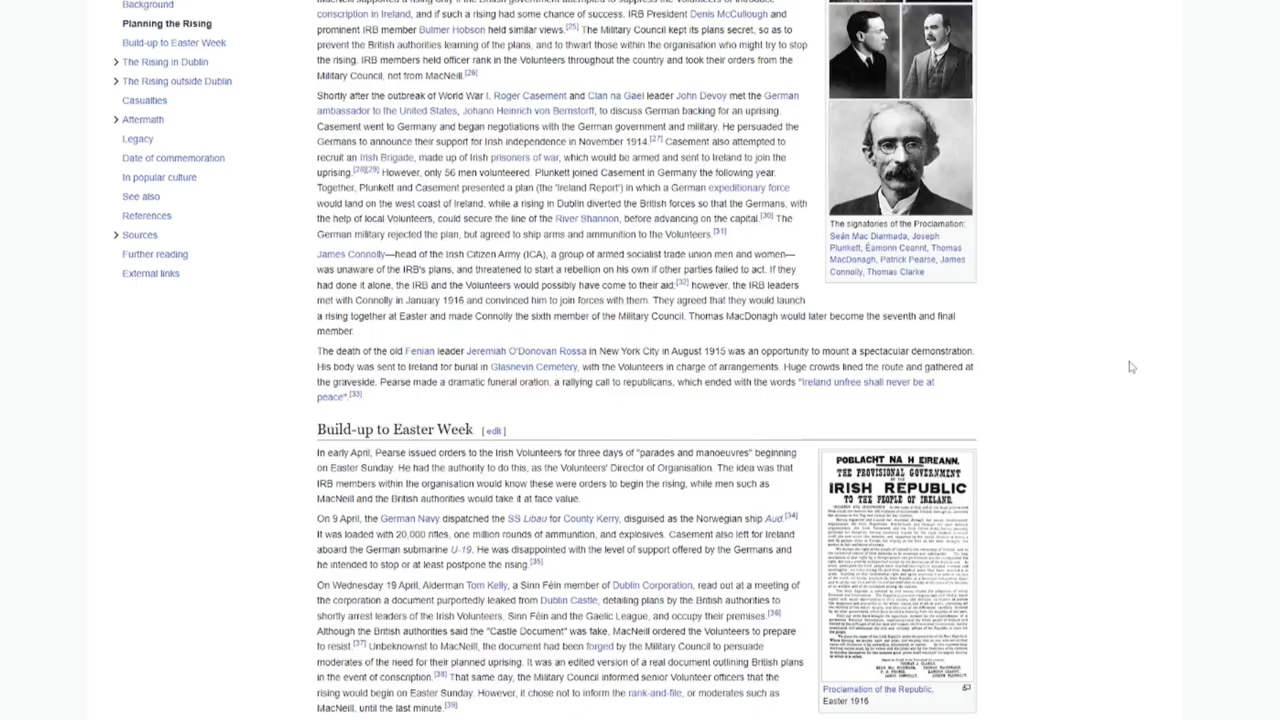 Background
Planning the Rising
Build-up to Easter Week
The Rising in Dublin
The Rising outside Dublin
Casualties
Aftermath
Legacy
Date of commemoration
In popular culture
See also
References
Sources
Further reading
External links
conscription in Ireland, and if such a rising had some chance of success. IRB President Denis McCullough and
prominent IRB member Bulmer Hobson held similar views.[25] The Military Council kept its plans secret, so as to
prevent the British authorities learning of the plans, and to thwart those within the organisation who might try to stop
the rising. IRB members held officer rank in the Volunteers throughout the country and took their orders from the
Military Council, not from MacNeill.[26]
Shortly after the outbreak of World War I, Roger Casement and Clan na Gael leader John Devoy met the German
ambassador to the United States, Johann Heinrich von Bernstorff, to discuss German backing for an uprising.
Casement went to Germany and began negotiations with the German government and military. He persuaded the
Germans to announce their support for Irish independence in November 1914.[27] Casement also attempted to
recruit an Irish Brigade, made up of Irish prisoners of war, which would be armed and sent to Ireland to join the
uprising.[28][29] However, only 56 men volunteered. Plunkett joined Casement in Germany the following year.
Together, Plunkett and Casement presented a plan (the 'Ireland Report') in which a German expeditionary force
would land on the west coast of Ireland, while a rising in Dublin diverted the British forces so that the Germans, with
the help of local Volunteers, could secure the line of the River Shannon, before advancing on the capital.[30] The
German military rejected the plan, but agreed to ship arms and ammunition to the Volunteers.[31]
James Connolly—head of the Irish Citizen Army (ICA), a group of armed socialist trade union men and women—
was unaware of the IRB's plans, and threatened to start a rebellion on his own if other parties failed to act. If they
had done it alone, the IRB and the Volunteers would possibly have come to their aid;[32] however, the IRB leaders
met with Connolly in January 1916 and convinced him to join forces with them. They agreed that they would launch
a rising together at Easter and made Connolly the sixth member of the Military Council. Thomas MacDonagh would later become the seventh and final
member.
The death of the old Fenian leader Jeremiah O'Donovan Rossa in New York City in August 1915 was an opportunity to mount a spectacular demonstration.
His body was sent to Ireland for burial in Glasnevin Cemetery, with the Volunteers in charge of arrangements. Huge crowds lined the route and gathered at
the graveside. Pearse made a dramatic funeral oration, a rallying call to republicans, which ended with the words "Ireland unfree shall never be at
peace".[33]
The signatories of the Proclamation:
Seán Mac Diarmada, Joseph
Plunkett, Éamonn Ceannt, Thomas
MacDonagh, Patrick Pearse, James
Connolly, Thomas Clarke
Build-up to Easter Week [ edit ]
In early April, Pearse issued orders to the Irish Volunteers for three days of "parades and manoeuvres" beginning
on Easter Sunday. He had the authority to do this, as the Volunteers' Director of Organisation. The idea was that
IRB members within the organisation would know these were orders to begin the rising, while men such as
MacNeill and the British authorities would take it at face value.
On 9 April, the German Navy dispatched the SS Libau for County Kerry, disguised as the Norwegian ship Aud.[34]
It was loaded with 20,000 rifles, one million rounds of ammunition, and explosives. Casement also left for Ireland
aboard the German submarine U-19. He was disappointed with the level of support offered by the Germans and
he intended to stop or at least postpone the rising.[35]
On Wednesday 19 April, Alderman Tom Kelly, a Sinn Féin member of Dublin Corporation, read out at a meeting of
the corporation a document purportedly leaked from Dublin Castle, detailing plans by the British authorities to
shortly arrest leaders of the Irish Volunteers, Sinn Féin and the Gaelic League, and occupy their premises.[36]
Although the British authorities said the "Castle Document" was fake, MacNeill ordered the Volunteers to prepare
to resist.[37] Unbeknownst to MacNeill, the document had been forged by the Military Council to persuade
moderates of the need for their planned uprising. It was an edited version of a real document outlining British plans
in the event of conscription.[38] That same day, the Military Council informed senior Volunteer officers that the
rising would begin on Easter Sunday. However, it chose not to inform the rank-and-file, or moderates such as
MacNeill, until the last minute.[39]
POBLACHT NA H EIREANN.
THE PROVISIONAL GOVERNMENT
OF THE
IRISH REPUBLIC
TO THE PEOPLE OF IRELAND.
Proclamation of the Republic,
Easter 1916